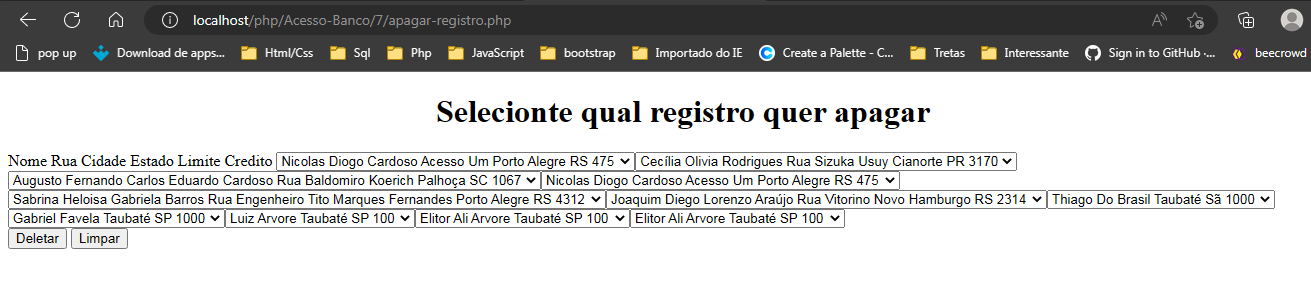 localhost/php/Acesso-Banco/7/apagar-registro.php
pop up Download de apps... Html/Css Sql Php JavaScript bootstrap Importado do IE Create a Palette - C... Tretas Interessante Sign in to GitHub ·... beecrowd
Selecionte qual registro quer apagar
Nome Rua Cidade Estado Limite Credito Nicolas Diogo Cardoso Acesso Um Porto Alegre RS 475 Cecília Olivia Rodrigues Rua Sizuka Usuy Cianorte PR 3170
Augusto Fernando Carlos Eduardo Cardoso Rua Baldomiro Koerich Palhoça SC 1067 Nicolas Diogo Cardoso Acesso Um Porto Alegre RS 475
Sabrina Heloisa Gabriela Barros Rua Engenheiro Tito Marques Fernandes Porto Alegre RS 4312 Joaquim Diego Lorenzo Araújo Rua Vitorino Novo Hamburgo RS 2314 Thiago Do Brasil Taubaté Sã 1000
Gabriel Favela Taubaté SP 1000 Luiz Arvore Taubaté SP 100 Elitor Ali Arvore Taubaté SP 100 Elitor Ali Arvore Taubaté SP 100
Deletar Limpar